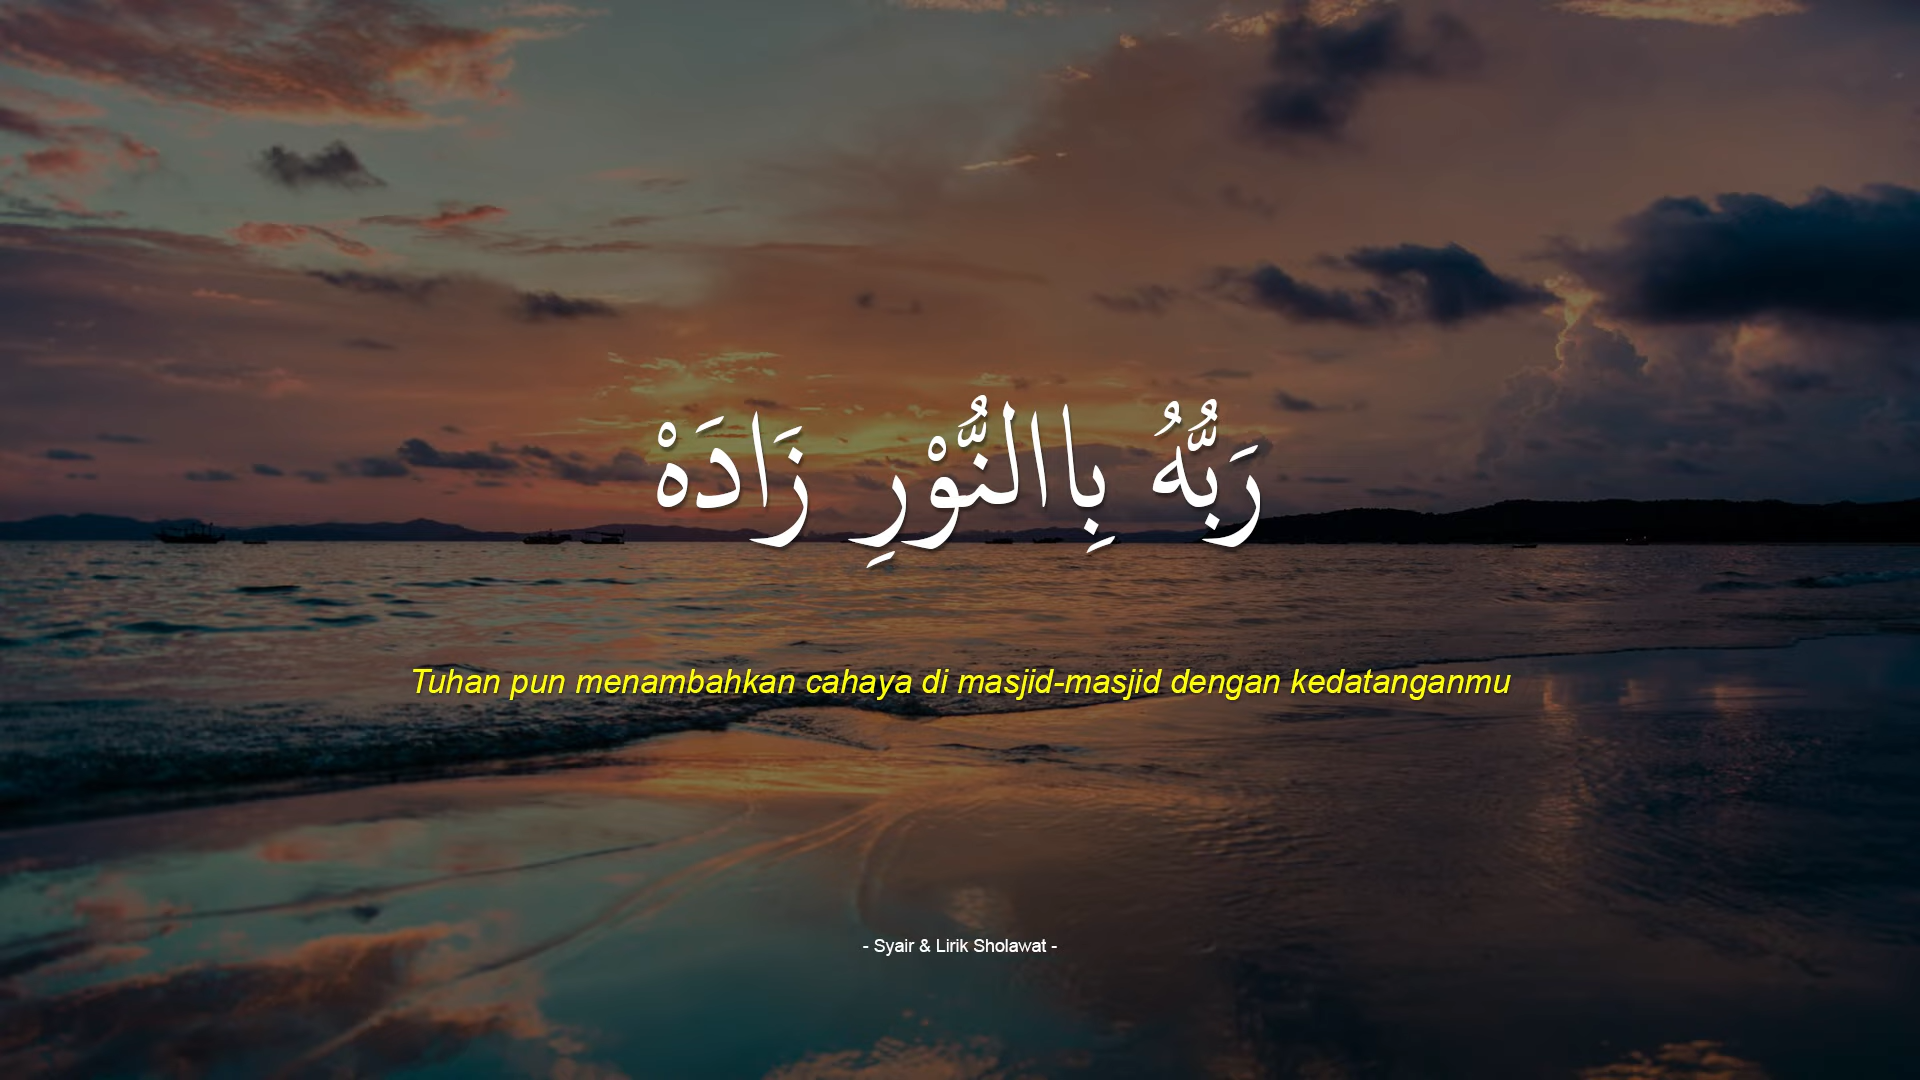 رَبُّهُ بِاالنُّوْرِ زَادَهْ
Tuhan pun menambahkan cahaya di masjid-masjid dengan kedatanganmu
- Syair & Lirik Sholawat -